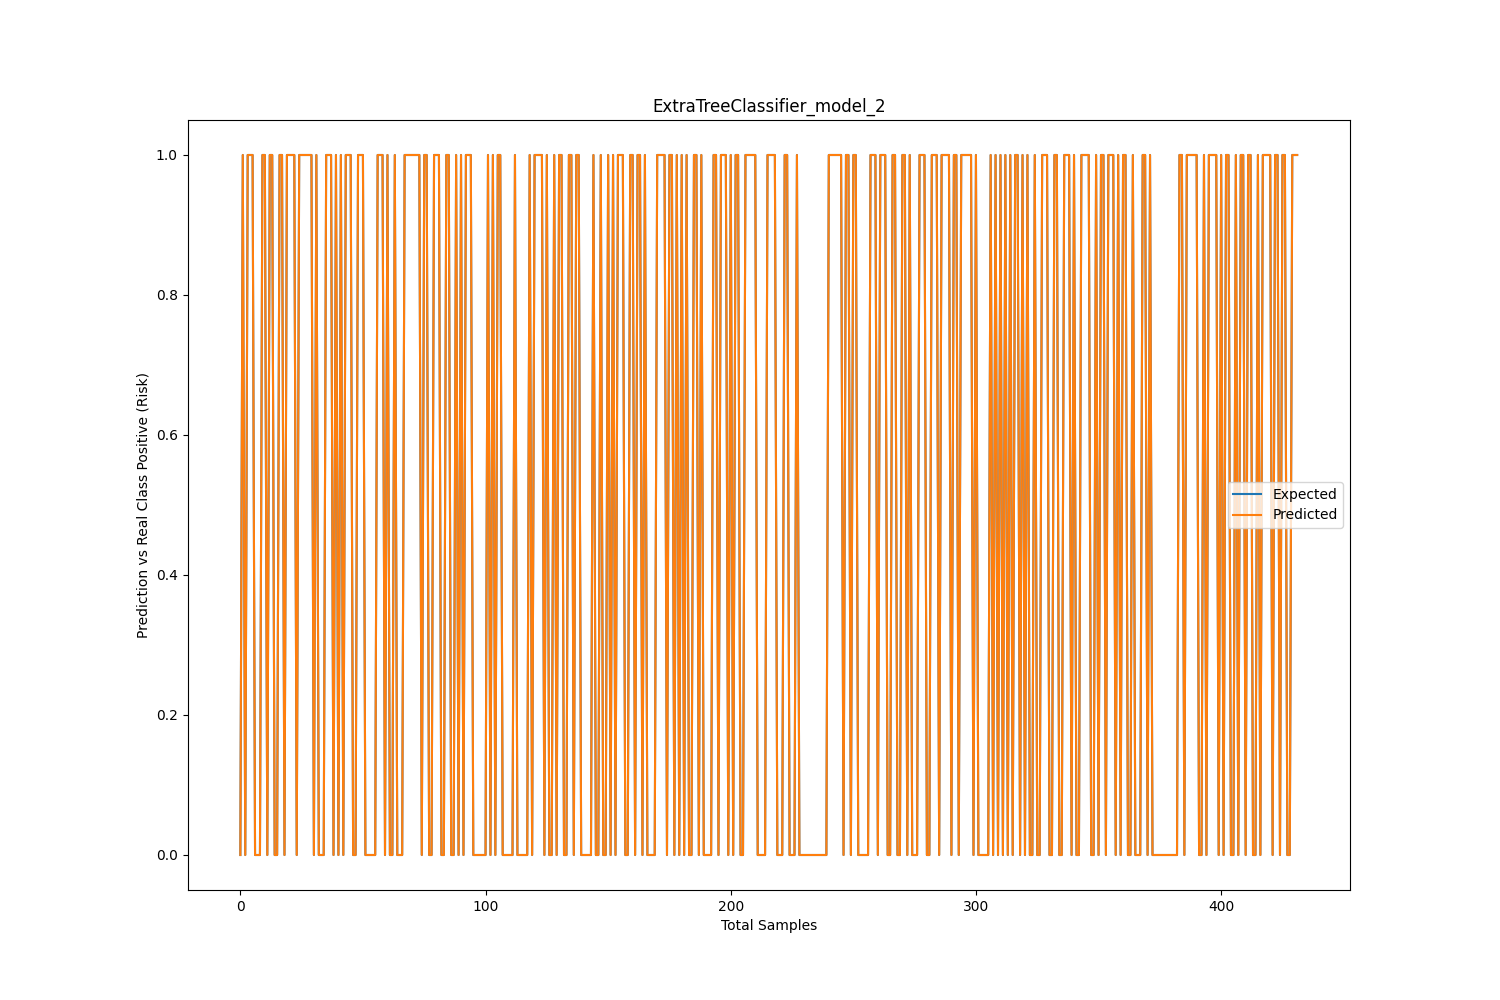 ExtraTreeClassifier_model_2
Prediction vs Real Class Positive (Risk)
1.0
0.8
0.6
0.4
0.2
0.0
Expected
Predicted
0
100
200
300
400
Total Samples